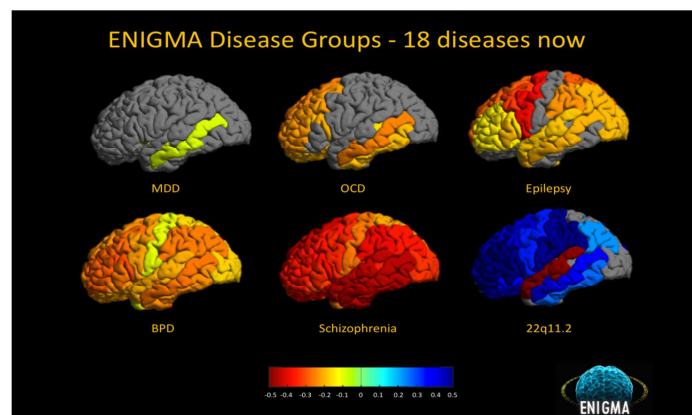 ENIGMA Disease Groups - 18 diseases now
MDD
OCD
Epilepsy
BPD
Schizophrenia
22q11.2
-0.5 -0.4 -0.3 -0.2 -0.1 0 0.1 0.2 0.3 0.4 0.5
ENIGMA